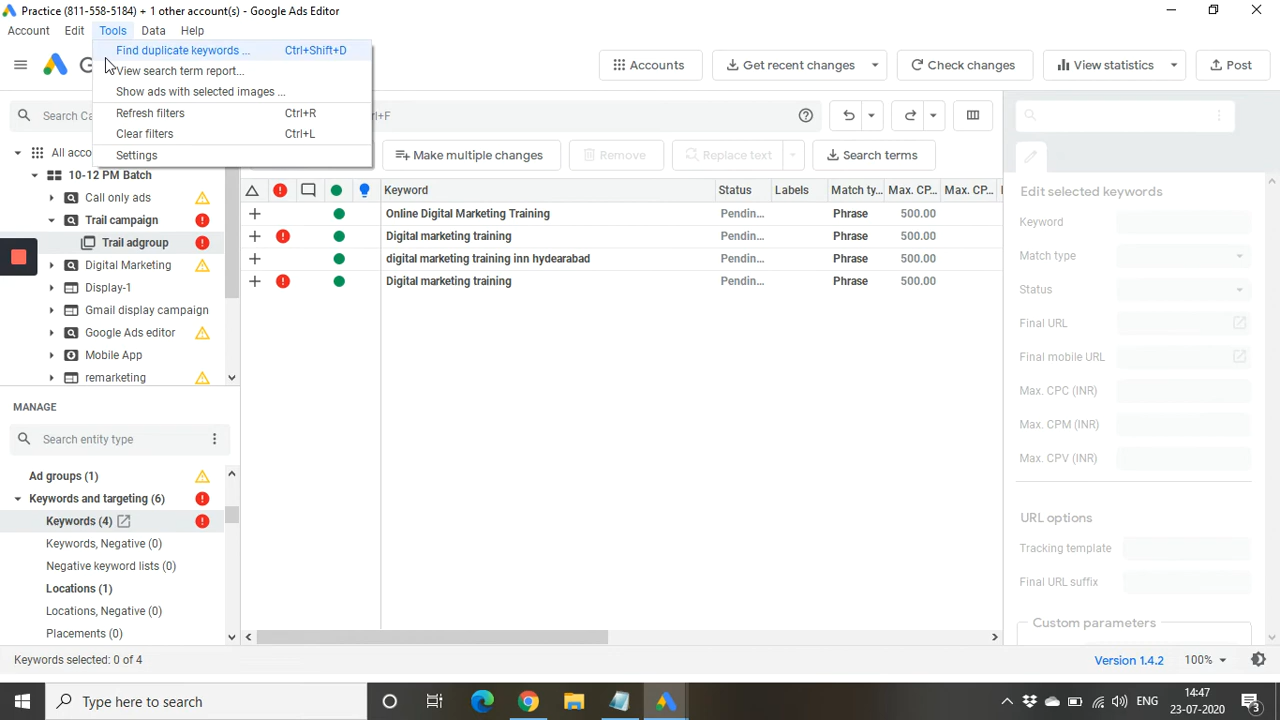 Practice (811-558-5184) + 1 other account(s) - Google Ads Editor
Account Edit Tools Data Help
Find duplicate keywords ... Ctrl+Shift+D
View search term report...
Show ads with selected images ...
Refresh filters Ctrl+R
Clear filters Ctrl+L
Settings
G
Accounts
Get recent changes
Check changes
View statistics
Post
Search Ca
trl+F
All acco
Make multiple changes
Remove
Replace text
Search terms
10-12 PM Batch
Call only ads
Trail campaign
Trail adgroup
Digital Marketing
Display-1
Gmail display campaign
Google Ads editor
Mobile App
remarketing
Keyword Status Labels Match ty... Max. CP... Max. CP...
Online Digital Marketing Training Pendin... Phrase 500.00
Digital marketing training Pendin... Phrase 500.00
digital marketing training inn hydearabad Pendin... Phrase 500.00
Digital marketing training Pendin... Phrase 500.00
Edit selected keywords
Keyword
Match type
Status
Final URL
Final mobile URL
Max. CPC (INR)
Max. CPM (INR)
Max. CPV (INR)
URL options
Tracking template
Final URL suffix
Custom parameters
MANAGE
Search entity type
Ad groups (1)
Keywords and targeting (6)
Keywords (4)
Keywords, Negative (0)
Negative keyword lists (0)
Locations (1)
Locations, Negative (0)
Placements (0)
Keywords selected: 0 of 4
Version 1.4.2
100%
Type here to search
ENG
14:47
23-07-2020
3